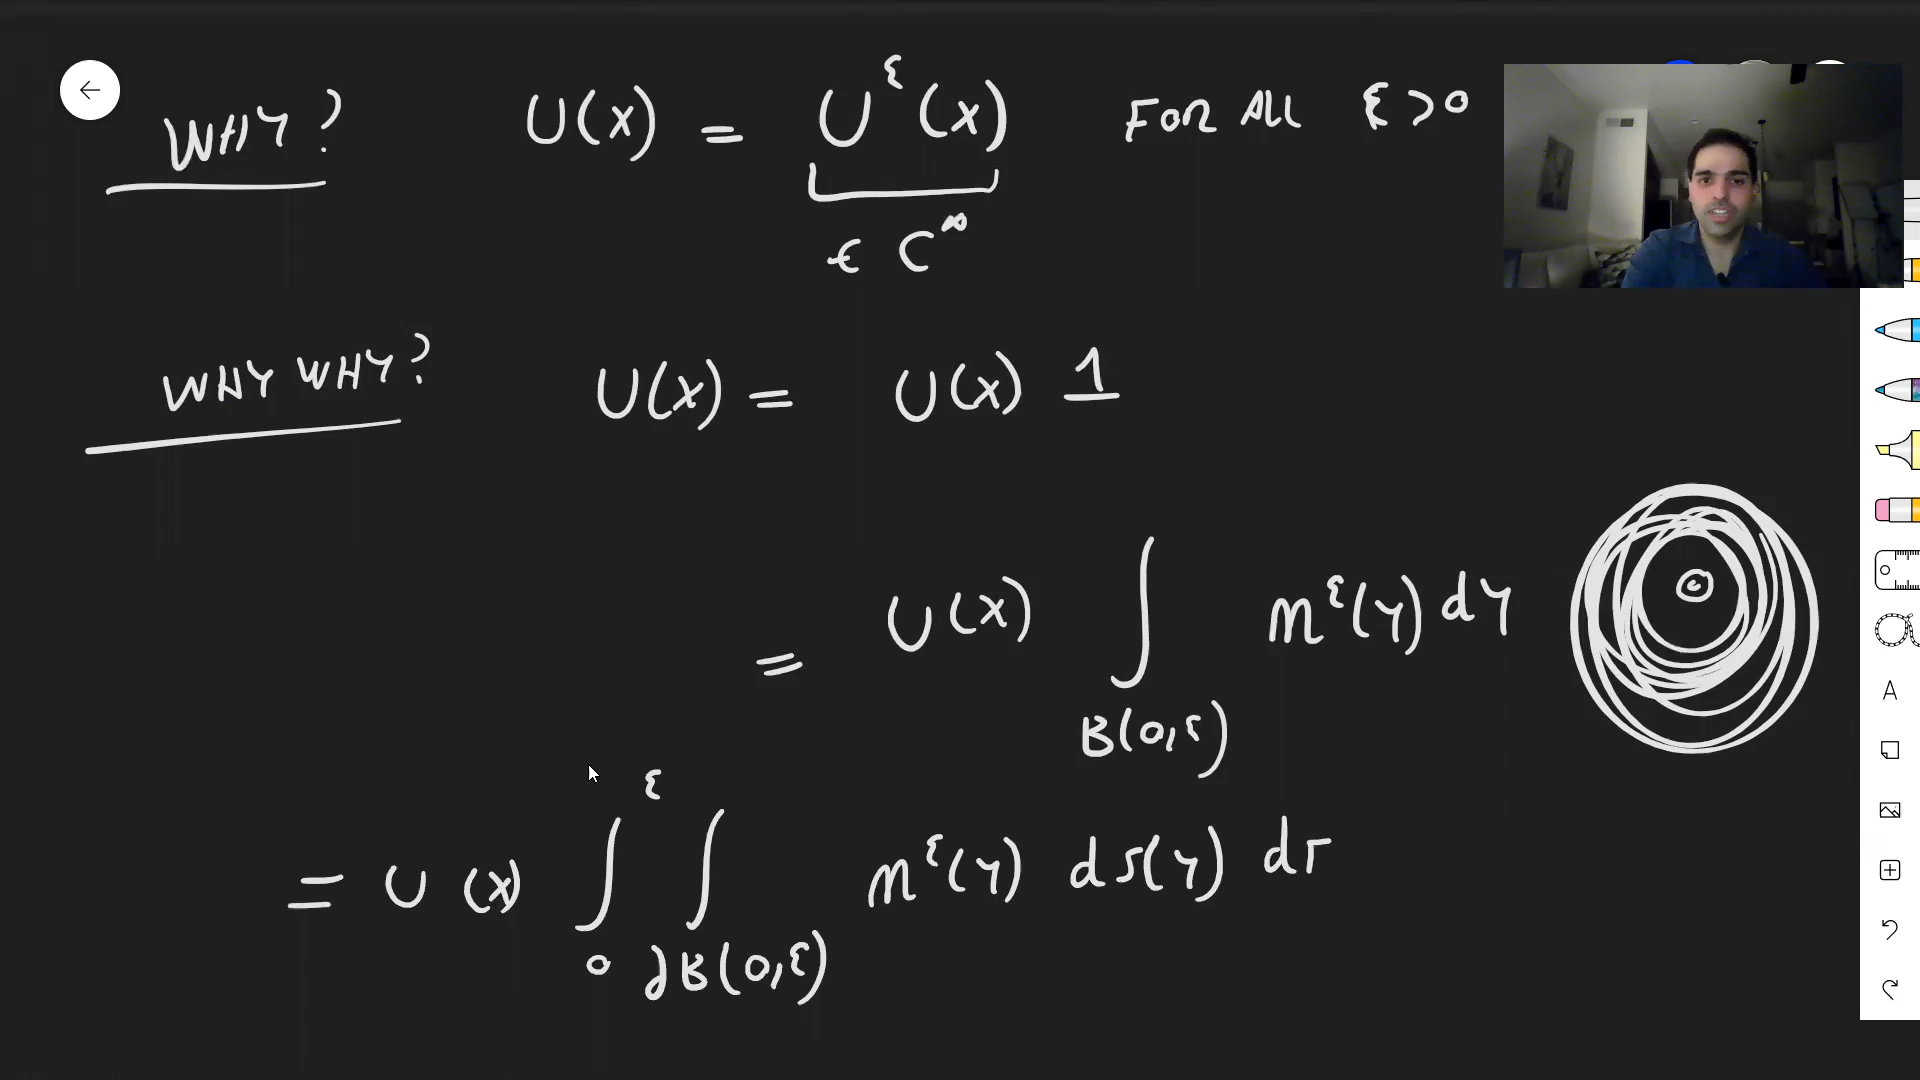 WHY? U(x) = U^ε(x) FOR ALL ε > 0
∈ C^∞
WHY WHY? U(x) = U(x) 1
= U(x) ∫_{B(0,ε)} η^ε(y) dy
= U(x) ∫_0^ε ∫_{∂B(0,ε)} η^ε(y) dS(y) dr
A